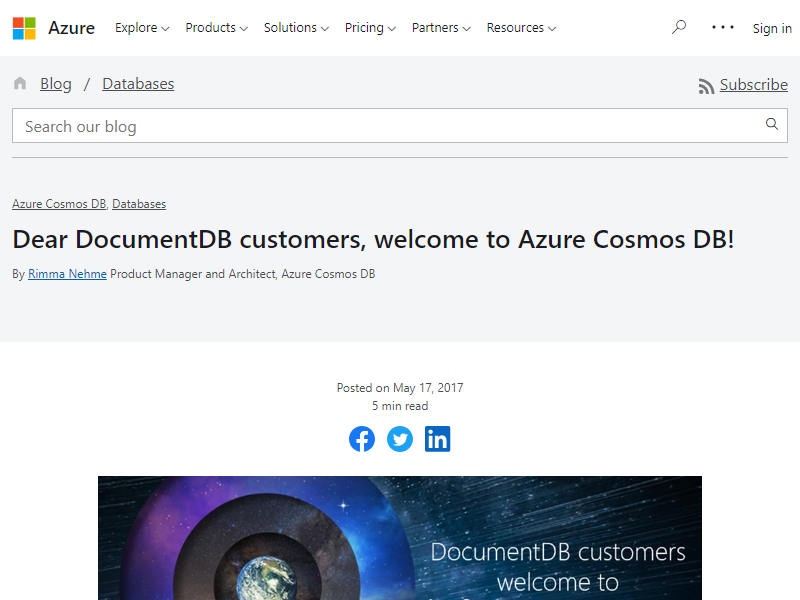 Azure Explore Products Solutions Pricing Partners Resources Sign in
Blog / Databases Subscribe
Search our blog
Azure Cosmos DB, Databases
Dear DocumentDB customers, welcome to Azure Cosmos DB!
By Rimma Nehme Product Manager and Architect, Azure Cosmos DB
Posted on May 17, 2017
5 min read
DocumentDB customers
welcome to